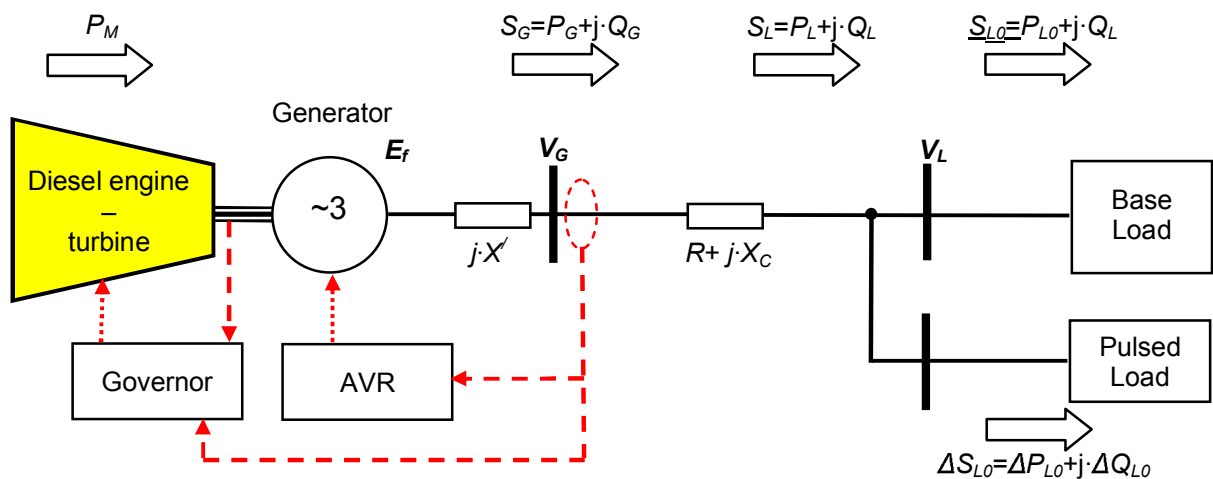 P_M
S_G=P_G+j·Q_G
S_L=P_L+j·Q_L
S_L0=P_L0+j·Q_L
Generator
E_f
V_G
V_L
Diesel engine
–
turbine
~3
Base
Load
j·X′
R+ j·X_C
Governor
AVR
Pulsed
Load
ΔS_L0=ΔP_L0+j·ΔQ_L0